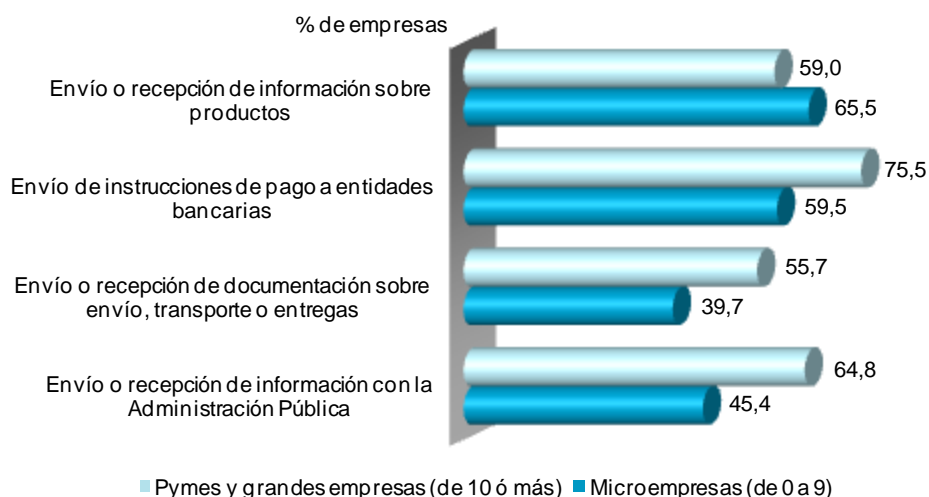 % de empresas
Envío o recepción de información sobre
productos
59,0
65,5
Envío de instrucciones de pago a entidades
bancarias
75,5
59,5
Envío o recepción de documentación sobre
envío, transporte o entregas
55,7
39,7
Envío o recepción de información con la
Administración Pública
64,8
45,4
Pymes y grandes empresas (de 10 ó más) Microempresas (de 0 a 9)